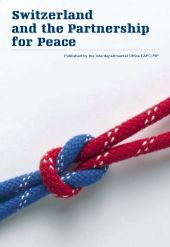 Switzerland
and the Partnership
for Peace
Published by the Interdepartmental Office EAPC/PfP